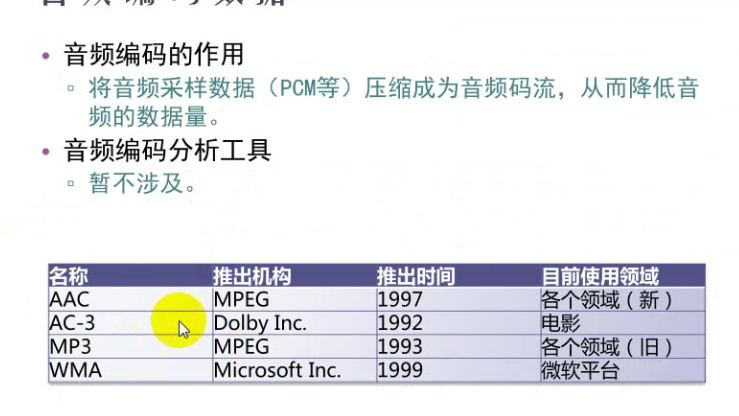 • 音频编码的作用
▫ 将音频采样数据（PCM等）压缩成为音频码流，从而降低音
频的数据量。
• 音频编码分析工具
▫ 暂不涉及。
名称 推出机构 推出时间 目前使用领域
AAC MPEG 1997 各个领域（新）
AC-3 Dolby Inc. 1992 电影
MP3 MPEG 1993 各个领域（旧）
WMA Microsoft Inc. 1999 微软平台